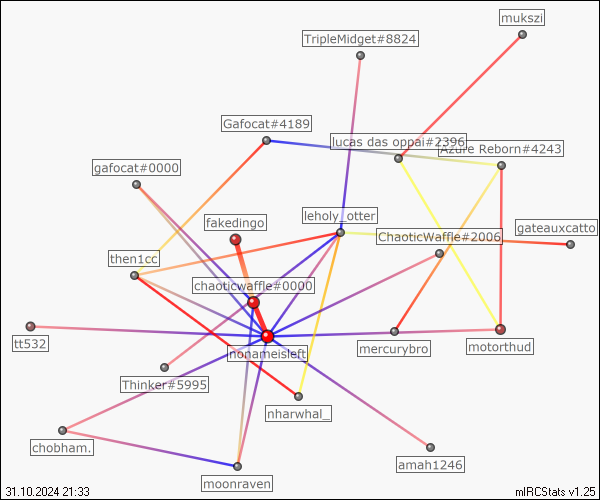 mukszi
TripleMidget#8824
Gafocat#4189
lucas das oppai#2396
Azure Reborn#4243
gafocat#0000
fakedingo
leholy_otter
gateauxcatto
ChaoticWaffle#2006
then1cc
chaoticwaffle#0000
tt532
nonameisleft
mercurybro
motorthud
Thinker#5995
nharwhal_
chobham.
amah1246
moonraven
31.10.2024 21:33
mIRCStats v1.25